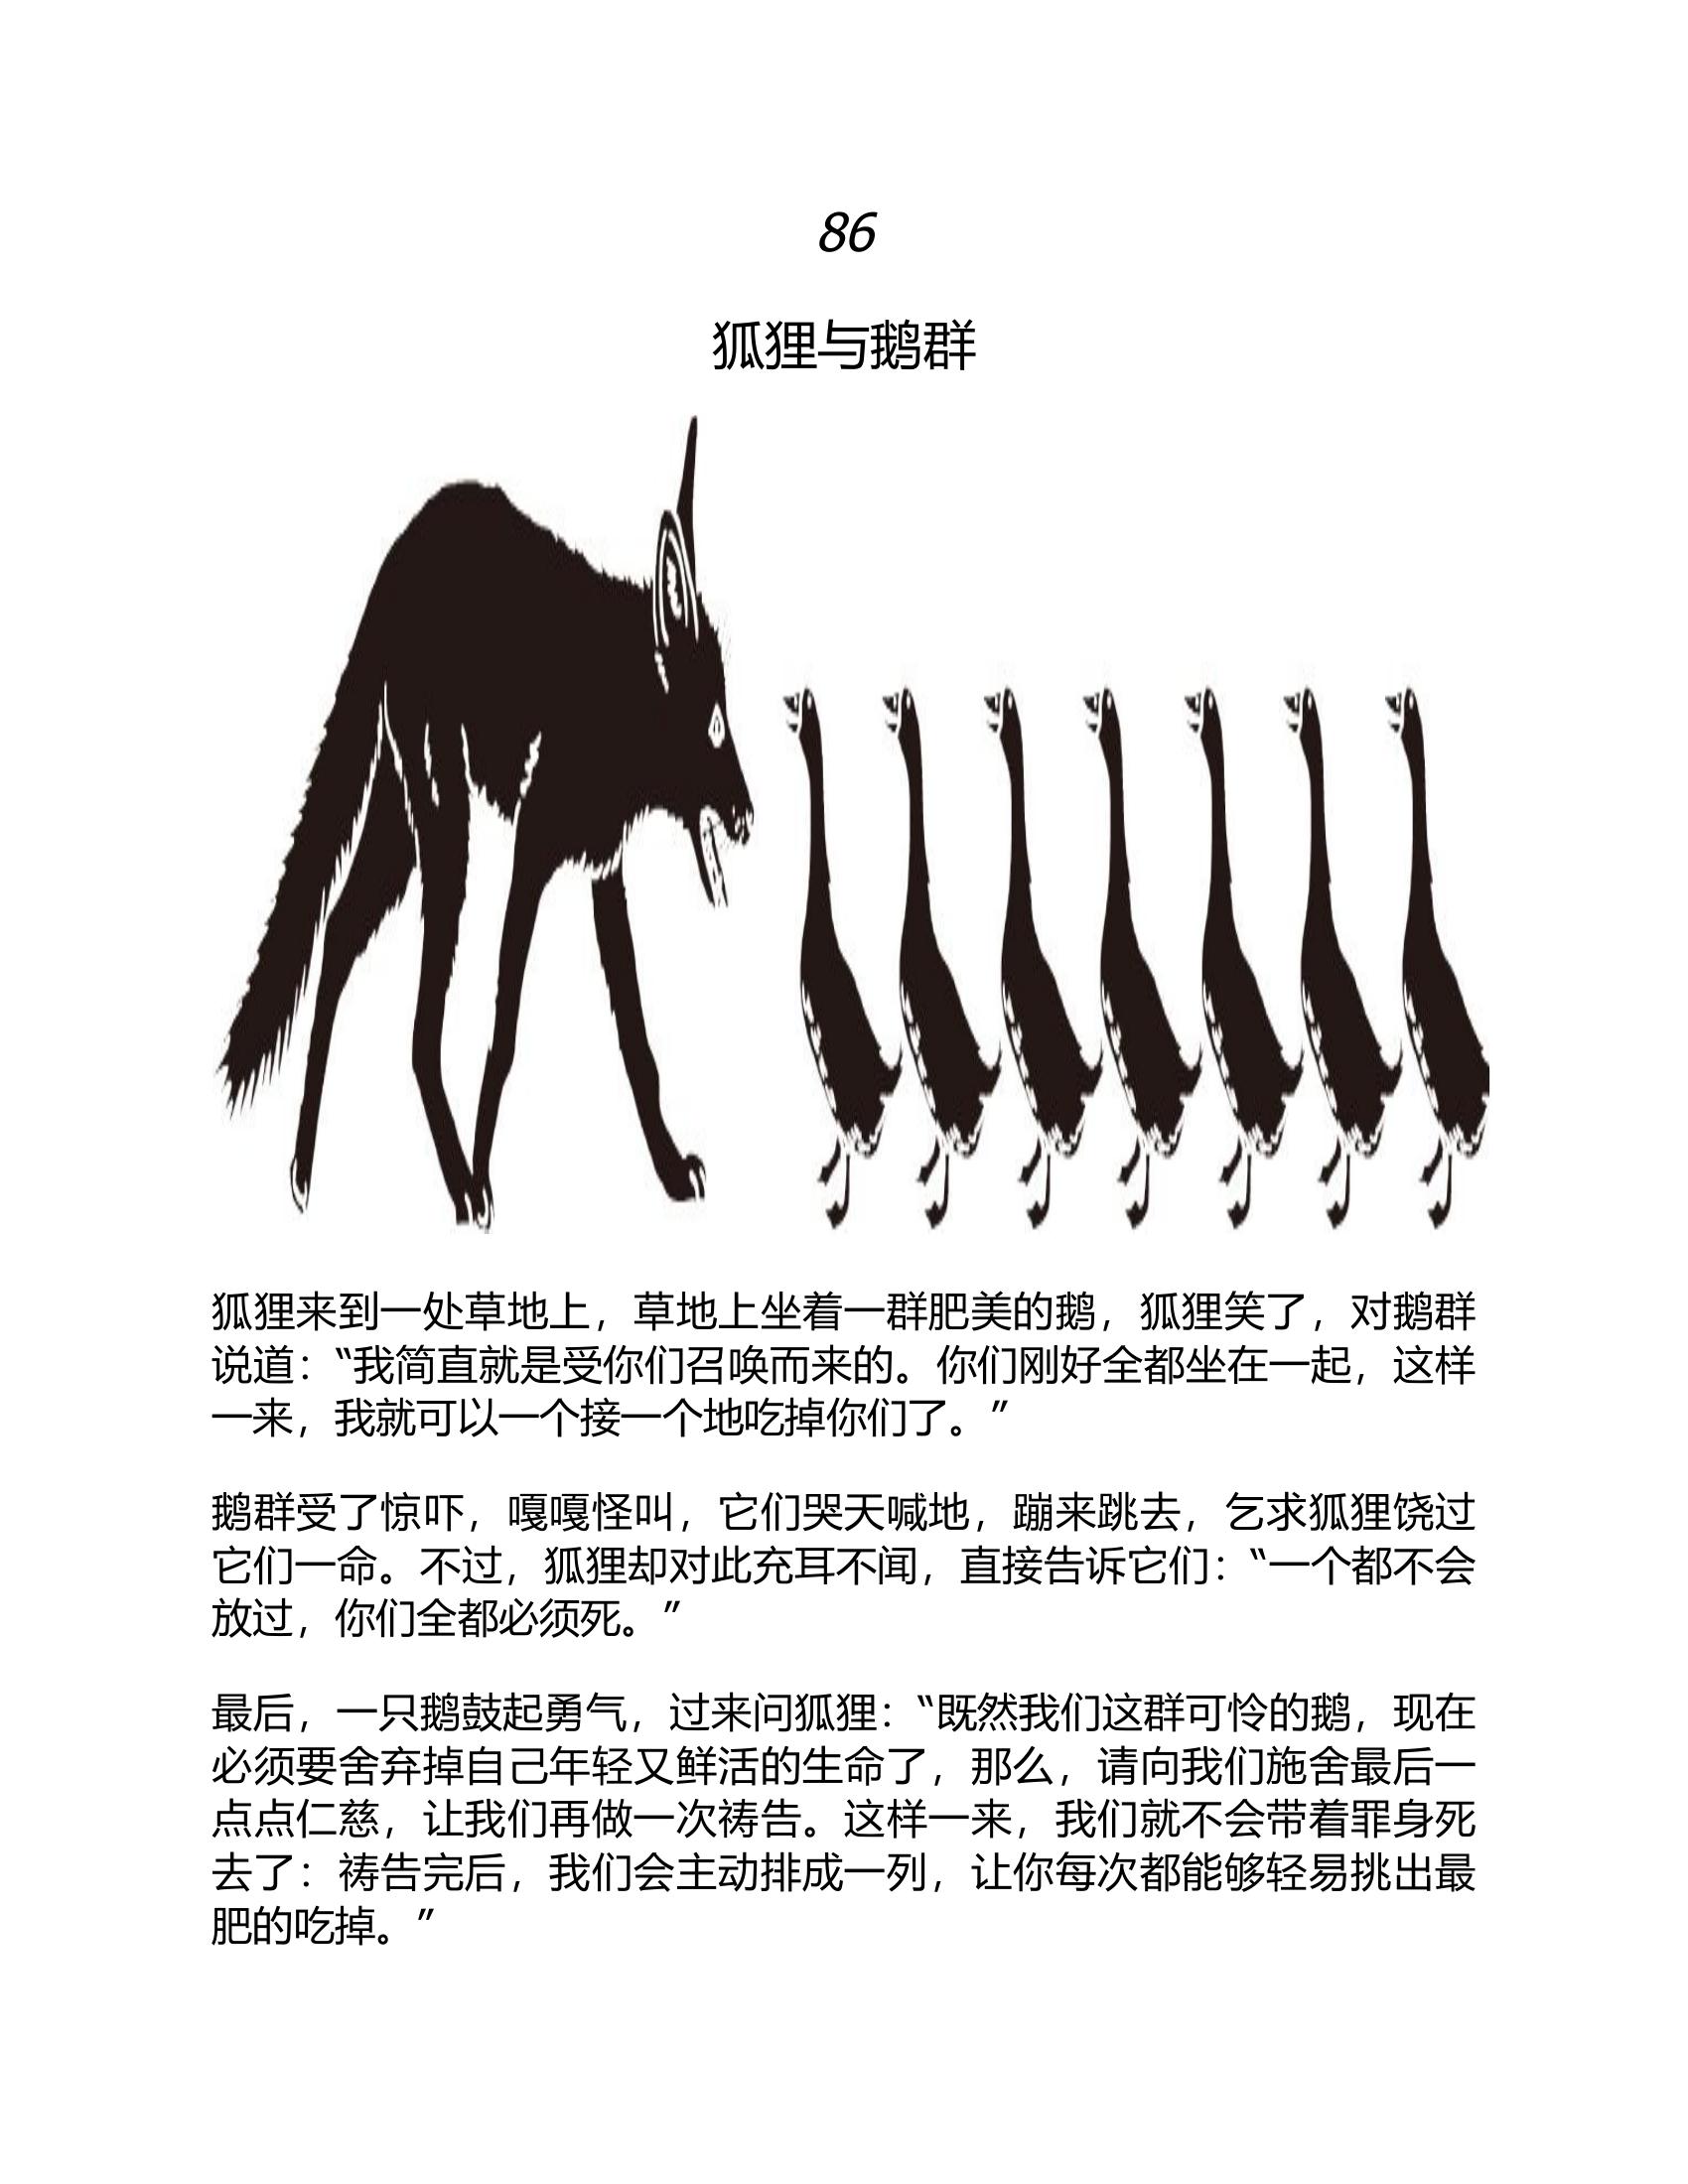 86
狐狸与鹅群
狐狸来到一处草地上，草地上坐着一群肥美的鹅，狐狸笑了，对鹅群
说道：“我简直就是受你们召唤而来的。你们刚好全都坐在一起，这样
一来，我就可以一个接一个地吃掉你们了。”
鹅群受了惊吓，嘎嘎怪叫，它们哭天喊地，蹦来跳去，乞求狐狸饶过
它们一命。不过，狐狸却对此充耳不闻，直接告诉它们：“一个都不会
放过，你们全都必须死。”
最后，一只鹅鼓起勇气，过来问狐狸：“既然我们这群可怜的鹅，现在
必须要舍弃掉自己年轻又鲜活的生命了，那么，请向我们施舍最后一
点点仁慈，让我们再做一次祷告。这样一来，我们就不会带着罪身死
去了：祷告完后，我们会主动排成一列，让你每次都能够轻易挑出最
肥的吃掉。”